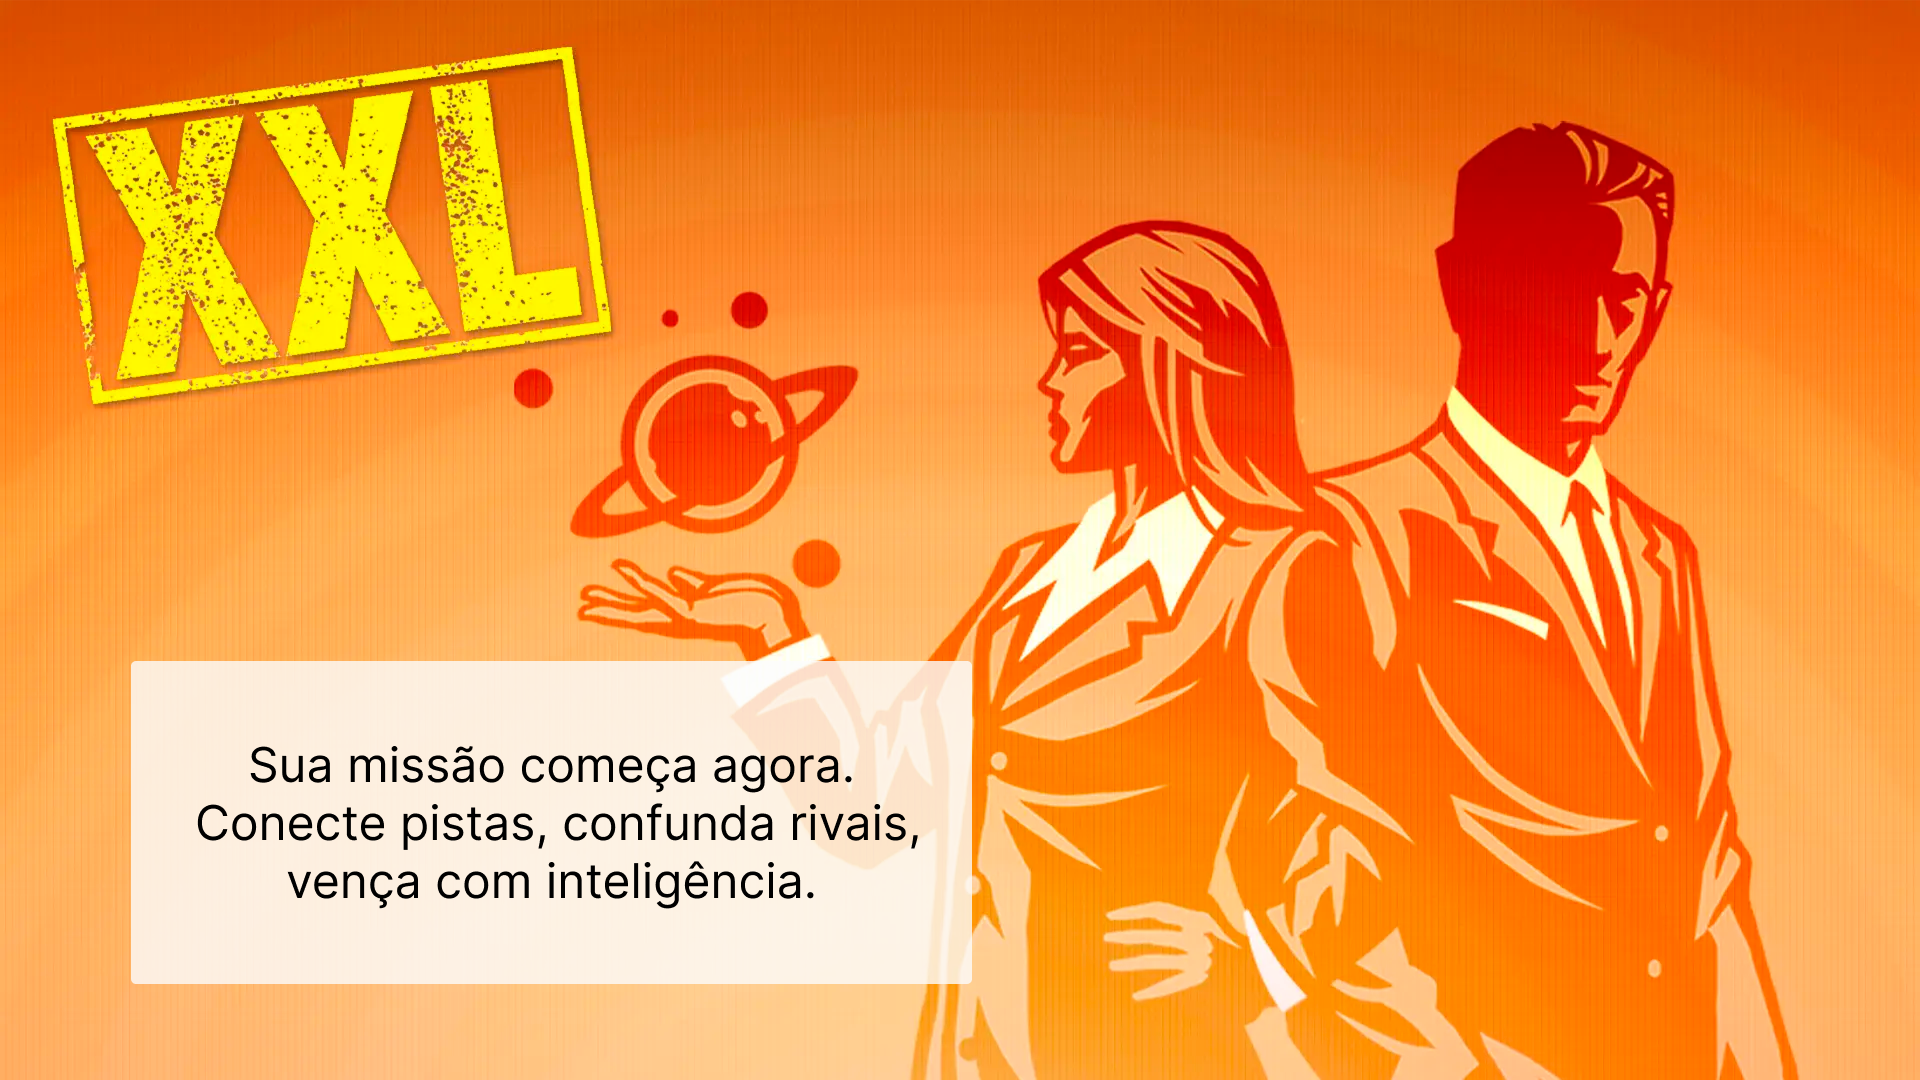 XXL
Sua missão começa agora.
Conecte pistas, confunda rivais,
vença com inteligência.